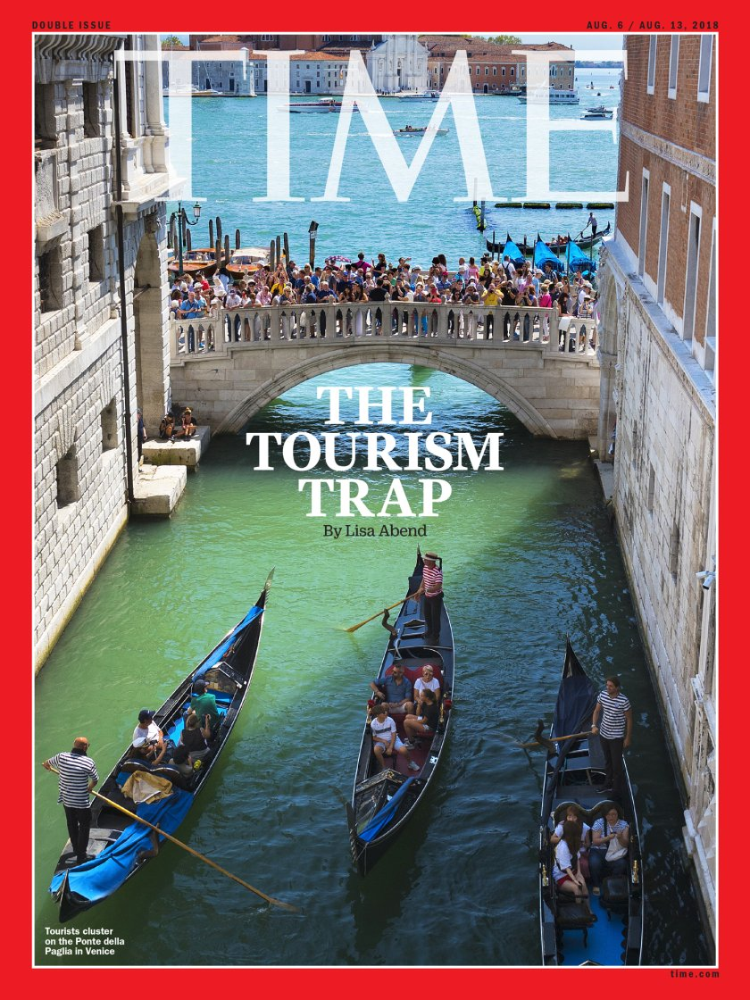 DOUBLE ISSUE
AUG. 6 / AUG. 13, 2018
TIME
THE
TOURISM
TRAP
By Lisa Abend
Tourists cluster
on the Ponte della
Paglia in Venice
time.com